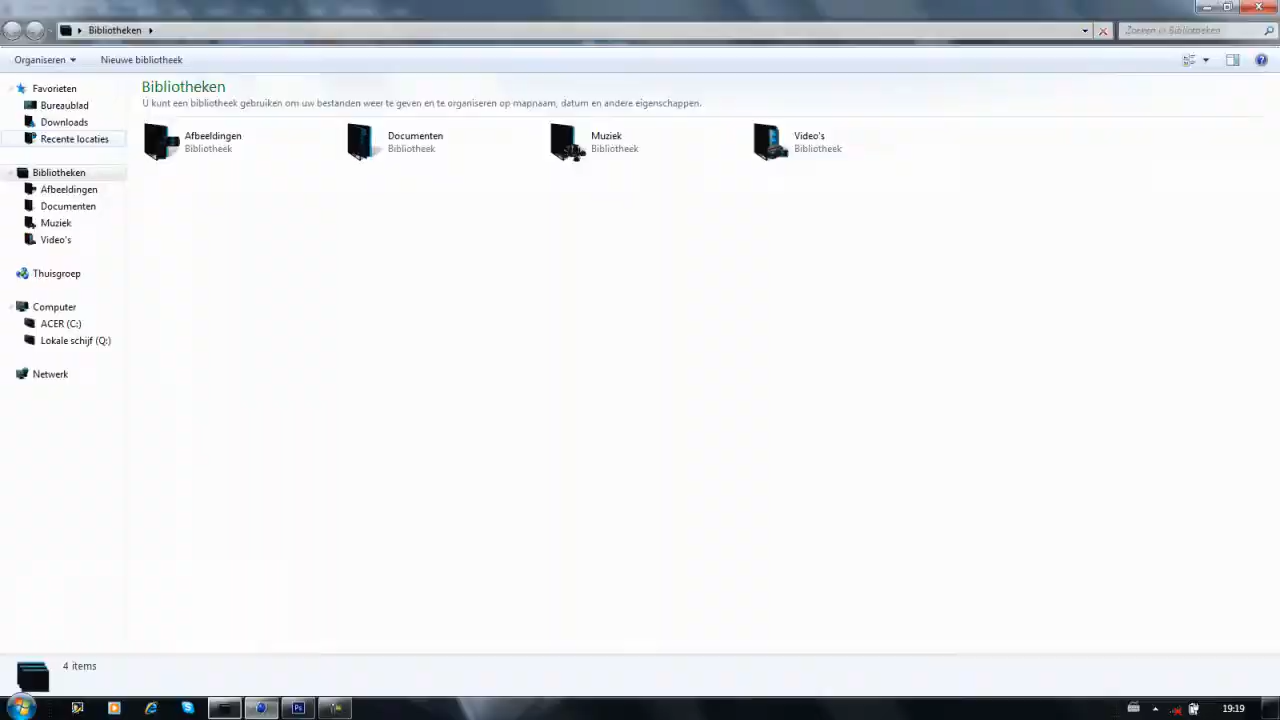 Bibliotheken
Zoeken in Bibliotheken
Organiseren
Nieuwe bibliotheek
Favorieten
Bureaublad
Downloads
Recente locaties
Bibliotheken
Afbeeldingen
Documenten
Muziek
Video's
Thuisgroep
Computer
ACER (C:)
Lokale schijf (Q:)
Netwerk
Bibliotheken
U kunt een bibliotheek gebruiken om uw bestanden weer te geven en te organiseren op mapnaam, datum en andere eigenschappen.
Afbeeldingen
Bibliotheek
Documenten
Bibliotheek
Muziek
Bibliotheek
Video's
Bibliotheek
4 items
Ps
19:19